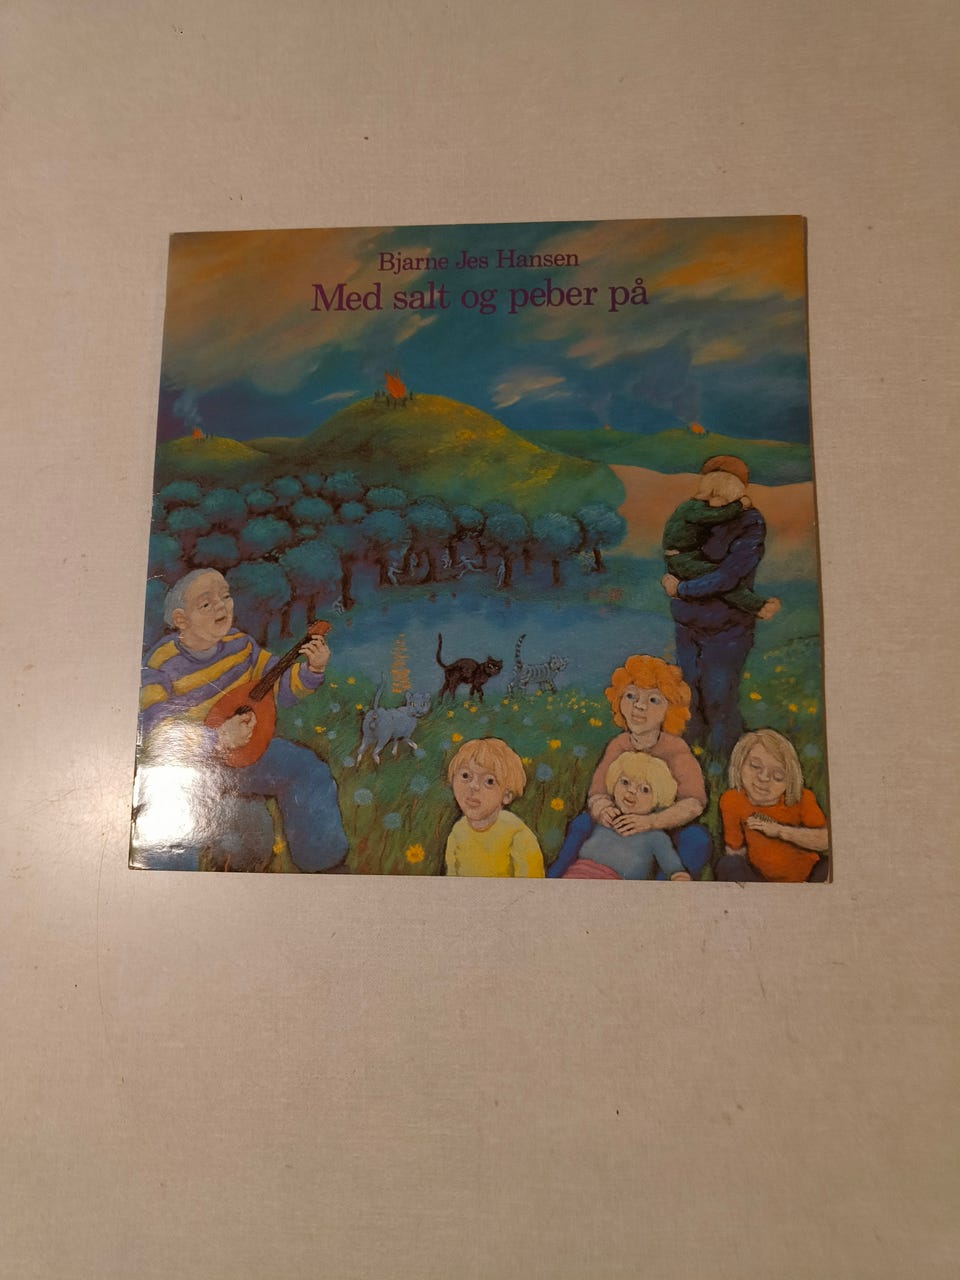 Bjarne Jes Hansen
Med salt og peber på